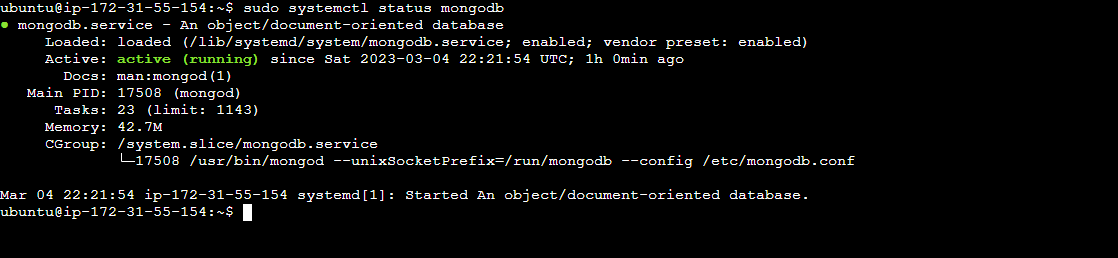 ubuntu@ip-172-31-55-154:~$ sudo systemctl status mongodb
● mongodb.service - An object/document-oriented database
     Loaded: loaded (/lib/systemd/system/mongodb.service; enabled; vendor preset: enabled)
     Active: active (running) since Sat 2023-03-04 22:21:54 UTC; 1h 0min ago
       Docs: man:mongod(1)
   Main PID: 17508 (mongod)
      Tasks: 23 (limit: 1143)
     Memory: 42.7M
     CGroup: /system.slice/mongodb.service
             └─17508 /usr/bin/mongod --unixSocketPrefix=/run/mongodb --config /etc/mongodb.conf
Mar 04 22:21:54 ip-172-31-55-154 systemd[1]: Started An object/document-oriented database.
ubuntu@ip-172-31-55-154:~$